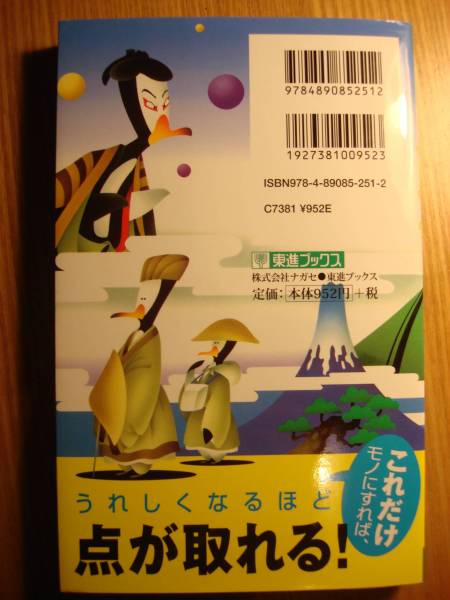 9784890852512
1927381009523
ISBN978-4-89085-251-2
C7381 ¥952E
東進ブックス
株式会社ナガセ●東進ブックス
定価：本体952円＋税
これだけ
モノにすれば、
うれしくなるほど
点が取れる！